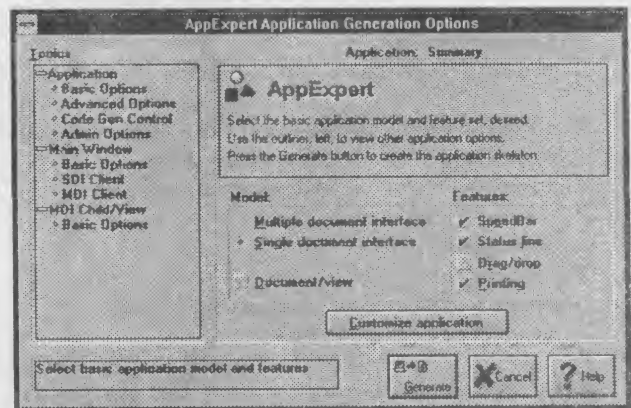 AppExpert Application Generation Options
Topics
Application
Basic Options
Advanced Options
Code Gen Control
Admin Options
Main Window
Basic Options
SDI Client
MDI Client
MDI Child/View
Basic Options
Application: Summary
AppExpert
Select the basic application model and feature set, desired.
Use the outliner, left, to view other application options.
Press the Generate button to create the application skeleton.
Model:
Multiple document interface
Single document interface
Document/view
Features:
SpeedBar
Status line
Drag/drop
Printing
Customize application
Select basic application model and features
Generate
Cancel
Help